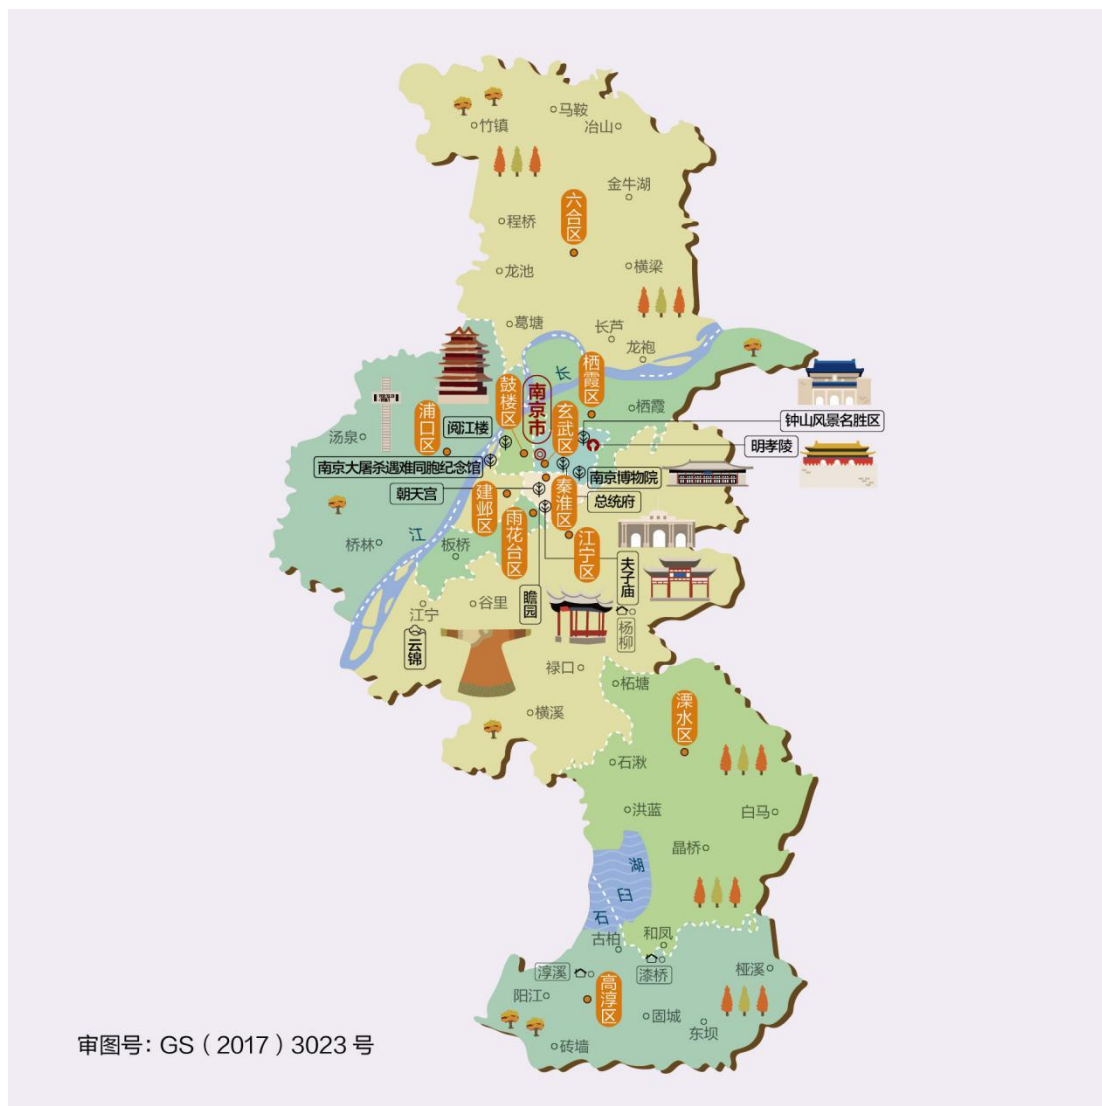 马鞍
竹镇
冶山
金牛湖
六合区
程桥
龙池
横梁
葛塘
长芦
龙袍
长
栖霞区
鼓楼区
南京市
玄武区
栖霞
浦口区
阅江楼
钟山风景名胜区
汤泉
明孝陵
南京大屠杀遇难同胞纪念馆
南京博物院
朝天宫
建邺区
秦淮区
总统府
雨花台区
江
江宁区
桥林
板桥
夫子庙
瞻园
江宁
谷里
杨柳
云锦
禄口
柘塘
溧水区
横溪
石湫
洪蓝
白马
晶桥
湖
臼
石
古柏
和凤
淳溪
漆桥
桠溪
高淳区
阳江
固城
东坝
砖墙
审图号：GS（2017）3023 号